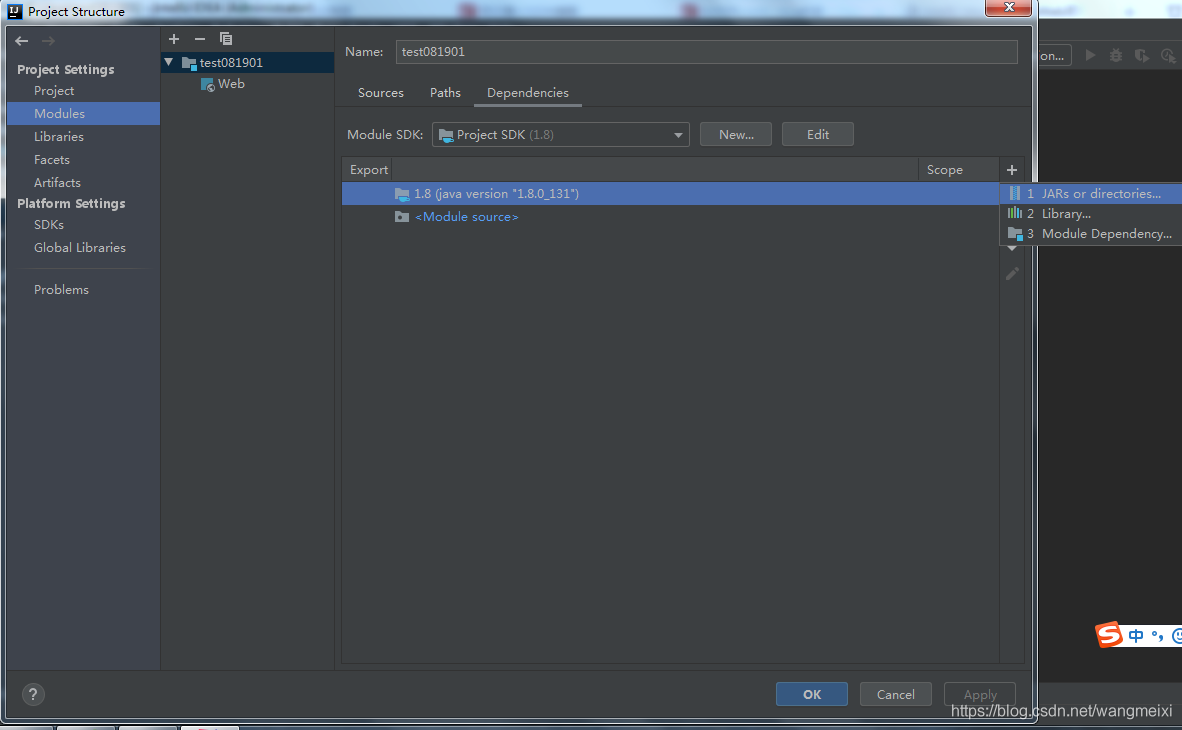 Project Structure
Project Settings
Project
Modules
Libraries
Facets
Artifacts
Platform Settings
SDKs
Global Libraries
Problems
test081901
Web
Name: test081901
Sources Paths Dependencies
Module SDK: Project SDK (1.8) New... Edit
Export Scope
1.8 (java version "1.8.0_131")
<Module source>
1 JARs or directories...
2 Library...
3 Module Dependency...
on...
中 °,
? OK Cancel Apply
https://blog.csdn.net/wangmeixi